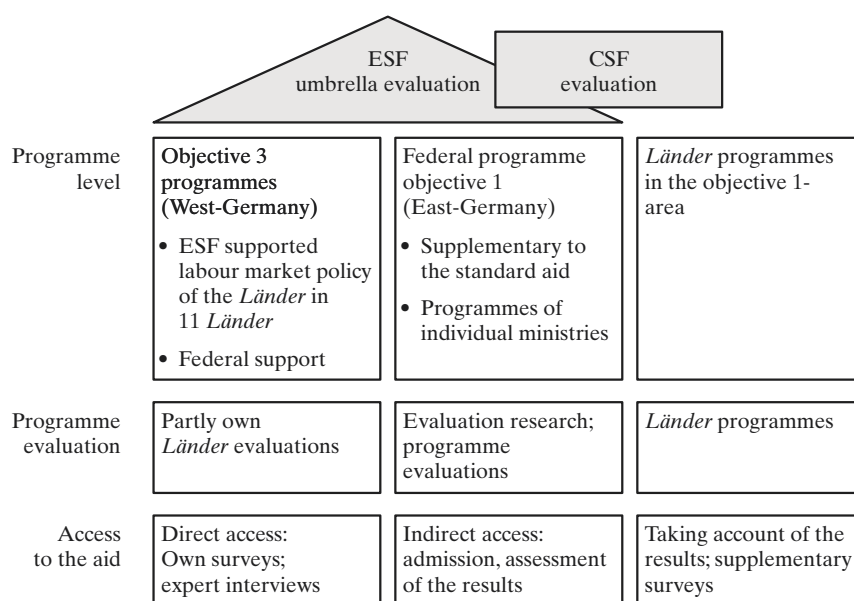 ESF
umbrella evaluation
CSF
evaluation
Programme
level
Objective 3
programmes
(West-Germany)
• ESF supported
labour market policy
of the Länder in
11 Länder
• Federal support
Federal programme
objective 1
(East-Germany)
• Supplementary to
the standard aid
• Programmes of
individual ministries
Länder programmes
in the objective 1-
area
Programme
evaluation
Partly own
Länder evaluations
Evaluation research;
programme
evaluations
Länder programmes
Access
to the aid
Direct access:
Own surveys;
expert interviews
Indirect access:
admission, assessment
of the results
Taking account of the
results; supplementary
surveys